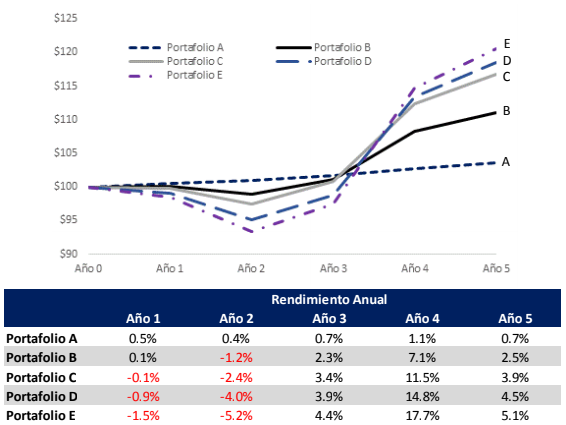 $125
$120
$115
$110
$105
$100
$95
$90
Portafolio A
Portafolio B
Portafolio C
Portafolio D
Portafolio E
E
D
C
B
A
Año 0 Año 1 Año 2 Año 3 Año 4 Año 5
Rendimiento Anual
Año 1 Año 2 Año 3 Año 4 Año 5
Portafolio A 0.5% 0.4% 0.7% 1.1% 0.7%
Portafolio B 0.1% -1.2% 2.3% 7.1% 2.5%
Portafolio C -0.1% -2.4% 3.4% 11.5% 3.9%
Portafolio D -0.9% -4.0% 3.9% 14.8% 4.5%
Portafolio E -1.5% -5.2% 4.4% 17.7% 5.1%